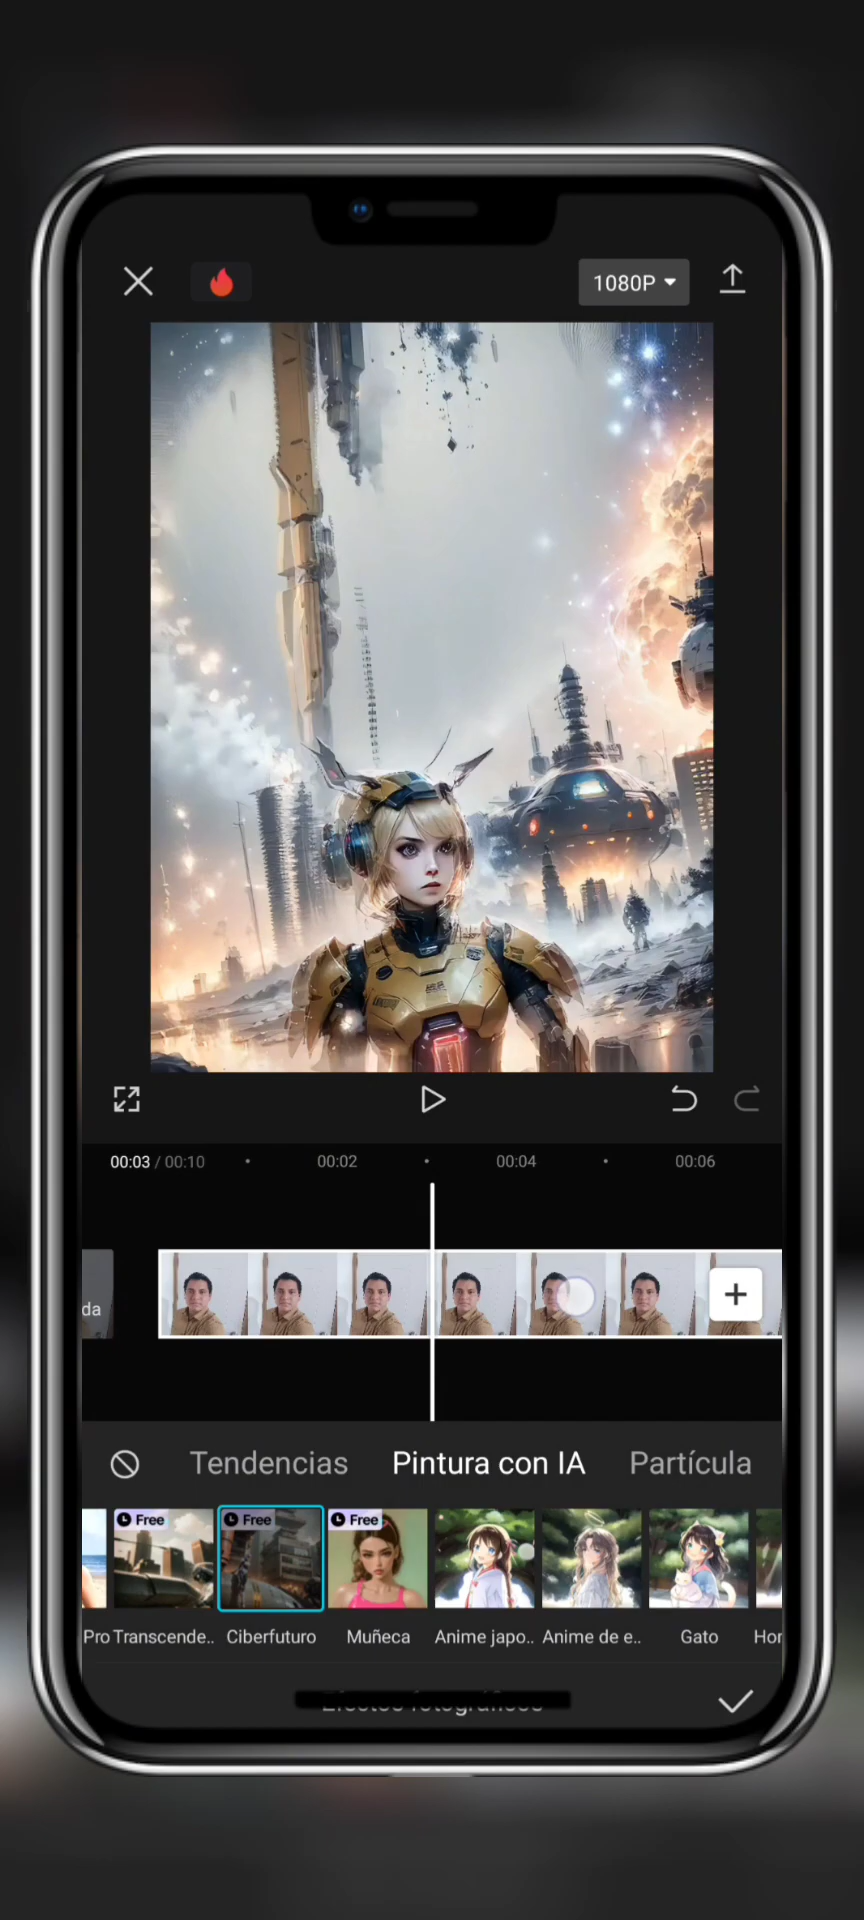 1080P
00:03 / 00:10
00:02
00:04
00:06
da
Tendencias
Pintura con IA
Partícula
Free
Free
Free
Pro
Transcende..
Ciberfuturo
Muñeca
Anime japo..
Anime de e..
Gato
Hor